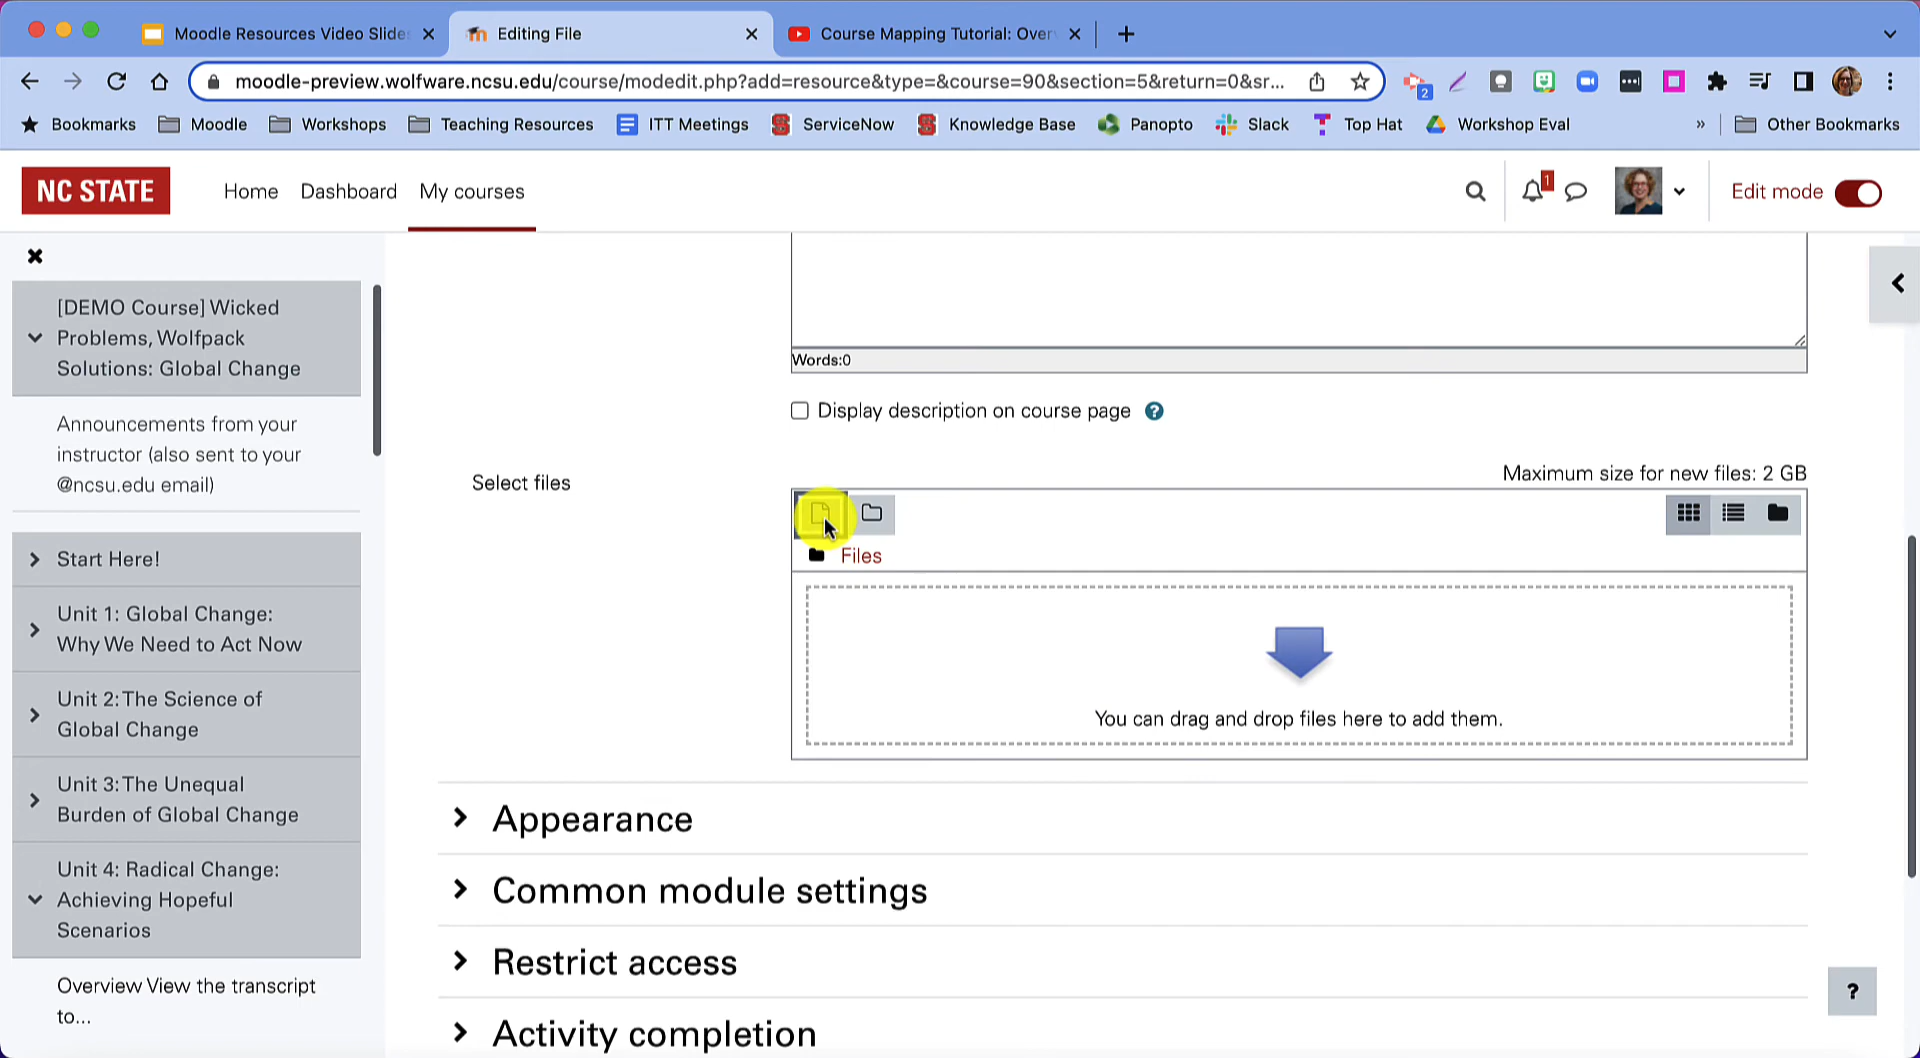 Moodle Resources Video Slides
Editing File
Course Mapping Tutorial: Over
moodle-preview.wolfware.ncsu.edu/course/modedit.php?add=resource&type=&course=90&section=5&return=0&sr...
2
Bookmarks
Moodle
Workshops
Teaching Resources
ITT Meetings
ServiceNow
Knowledge Base
Panopto
Slack
Top Hat
Workshop Eval
»
Other Bookmarks
NC STATE
Home
Dashboard
My courses
1
Edit mode
[DEMO Course] Wicked
Problems, Wolfpack
Solutions: Global Change
Announcements from your
instructor (also sent to your
@ncsu.edu email)
Start Here!
Unit 1: Global Change:
Why We Need to Act Now
Unit 2: The Science of
Global Change
Unit 3: The Unequal
Burden of Global Change
Unit 4: Radical Change:
Achieving Hopeful
Scenarios
Overview View the transcript
to...
Words:0
Display description on course page ?
Select files
Maximum size for new files: 2 GB
Files
You can drag and drop files here to add them.
Appearance
Common module settings
Restrict access
Activity completion
?